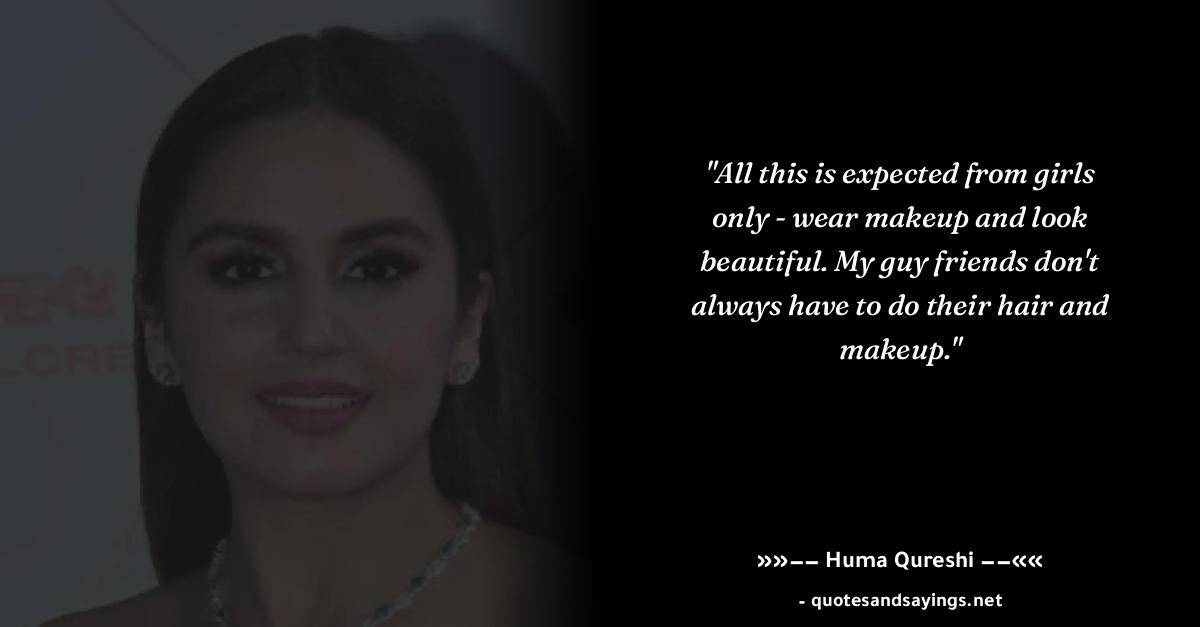 "All this is expected from girls
only - wear makeup and look
beautiful. My guy friends don't
always have to do their hair and
makeup."
»»−− Huma Qureshi −−««
- quotesandsayings.net
LCRE